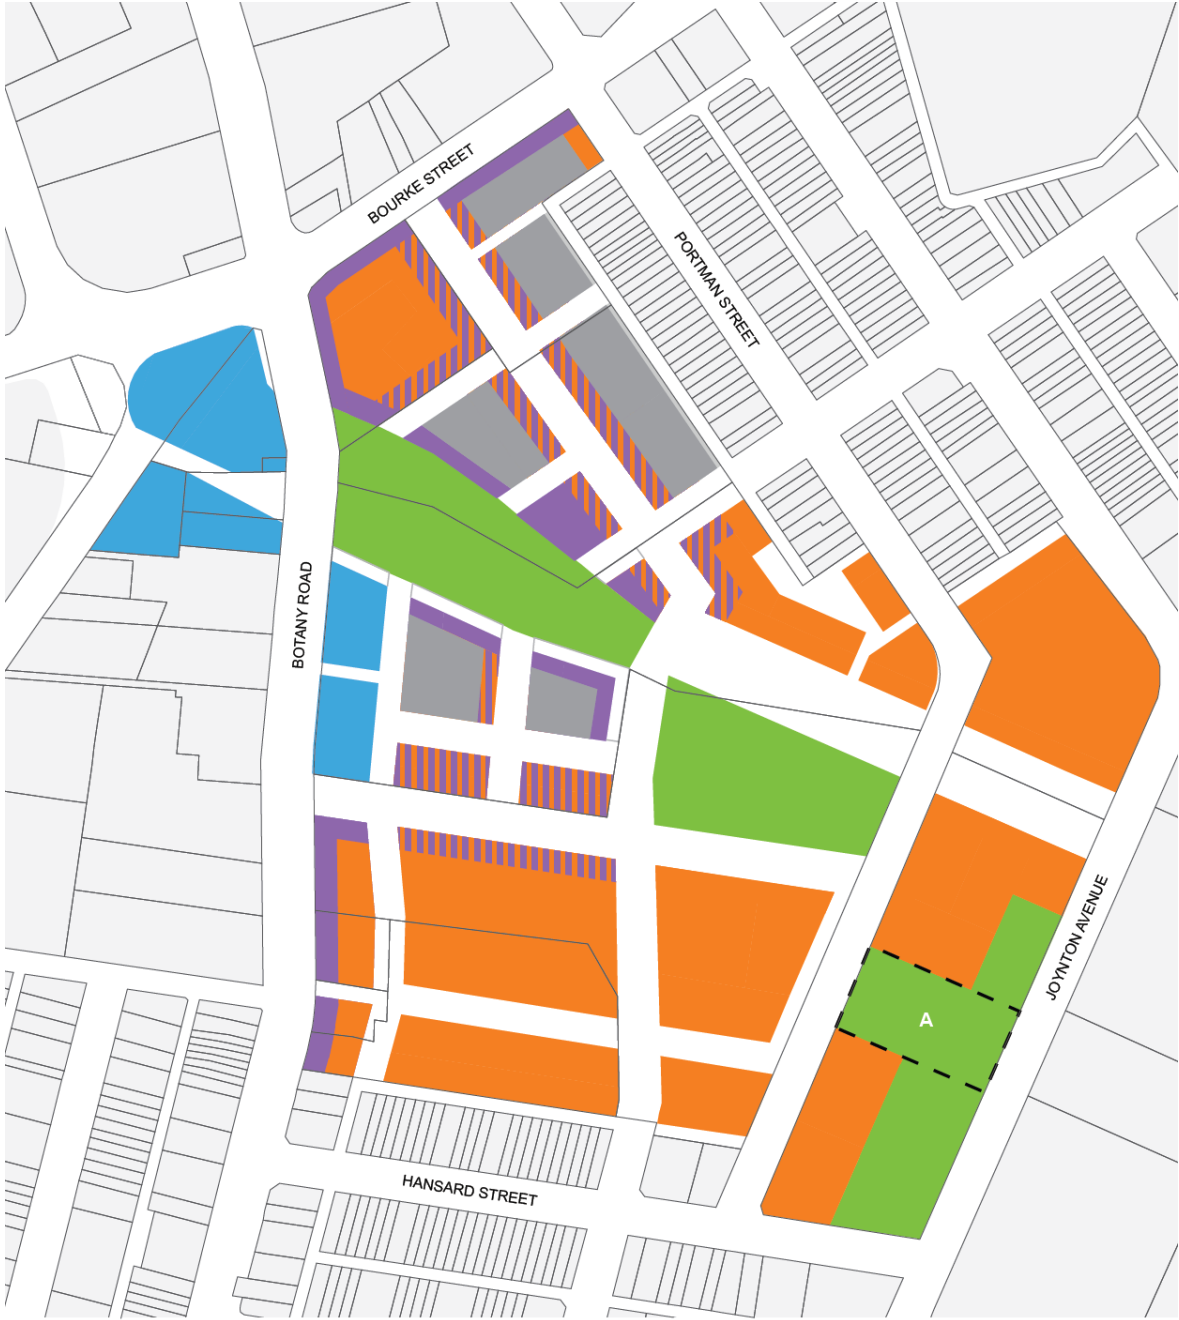 BOURKE STREET
PORTMAN STREET
BOTANY ROAD
JOYNTON AVENUE
A
HANSARD STREET